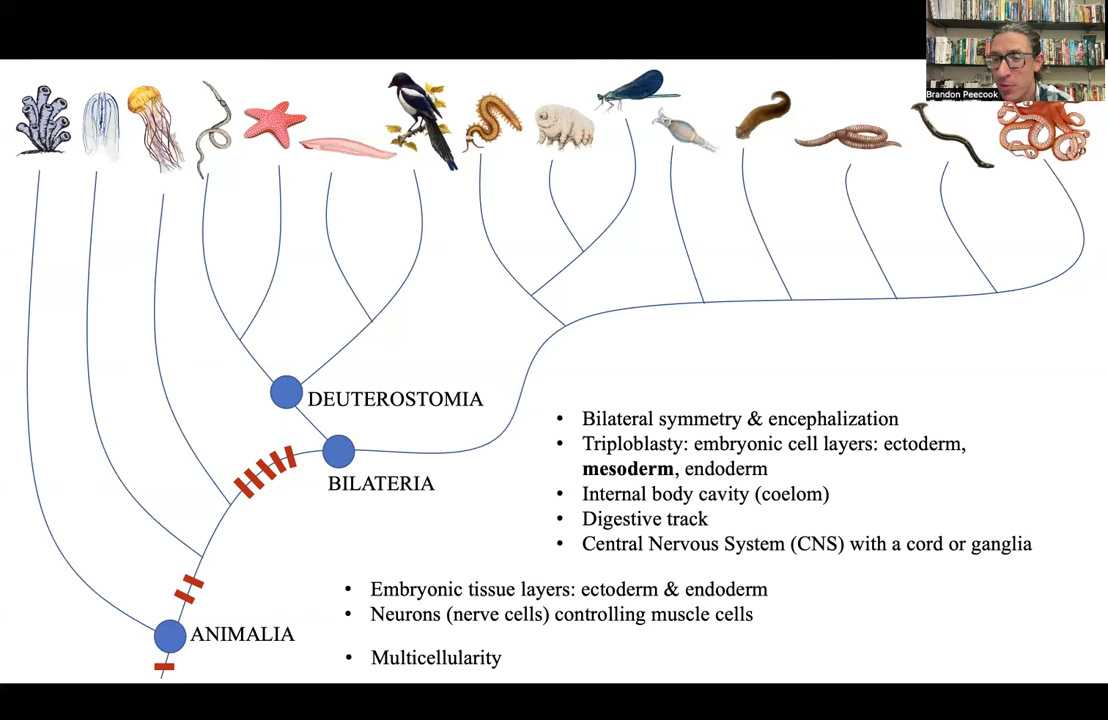 Brandon Peecook
DEUTEROSTOMIA
BILATERIA
• Bilateral symmetry & encephalization
• Triploblasty: embryonic cell layers: ectoderm,
mesoderm, endoderm
• Internal body cavity (coelom)
• Digestive track
• Central Nervous System (CNS) with a cord or ganglia
• Embryonic tissue layers: ectoderm & endoderm
• Neurons (nerve cells) controlling muscle cells
ANIMALIA
• Multicellularity